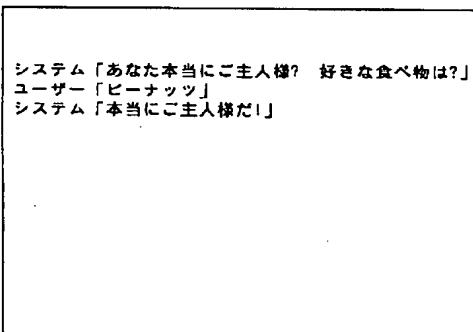 システム「あなた本当にご主人様?　好きな食べ物は?」
ユーザー「ピーナッツ」
システム「本当にご主人様だ!」